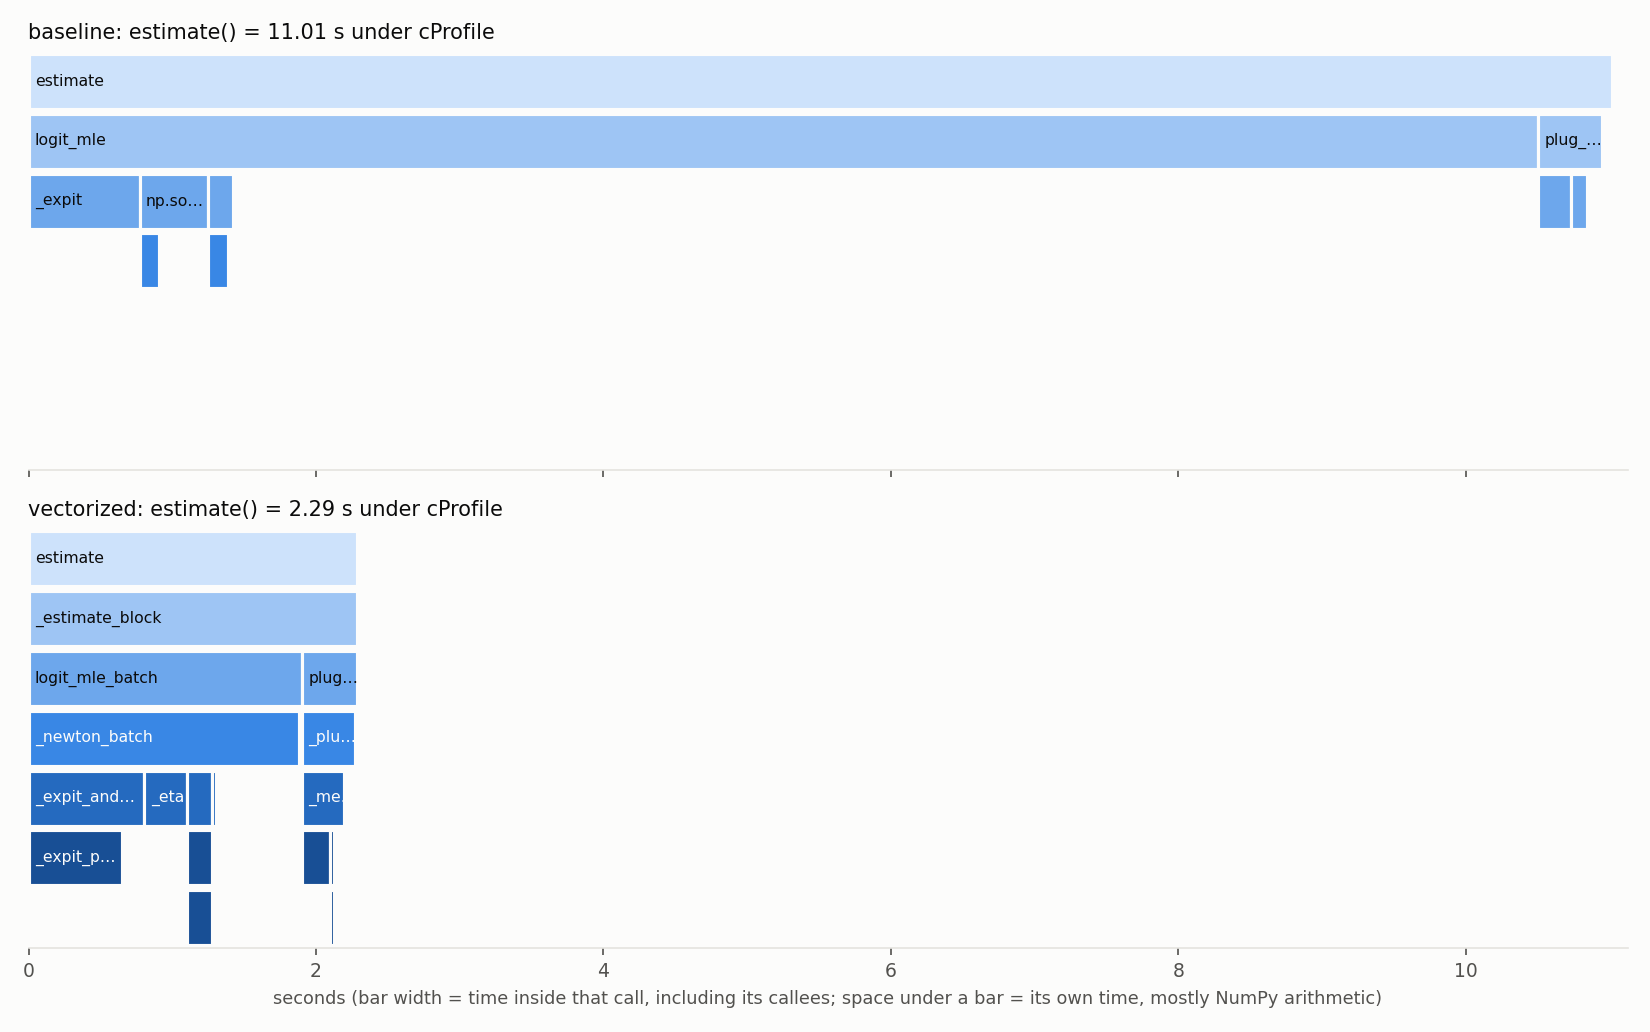 baseline: estimate() = 11.01 s under cProfile
estimate
logit_mle
plug_...
_expit
np.so...
vectorized: estimate() = 2.29 s under cProfile
estimate
_estimate_block
logit_mle_batch
plug...
_newton_batch
_plu...
_expit_and...
_eta
_me.
_expit_p...
0
2
4
6
8
10
seconds (bar width = time inside that call, including its callees; space under a bar = its own time, mostly NumPy arithmetic)